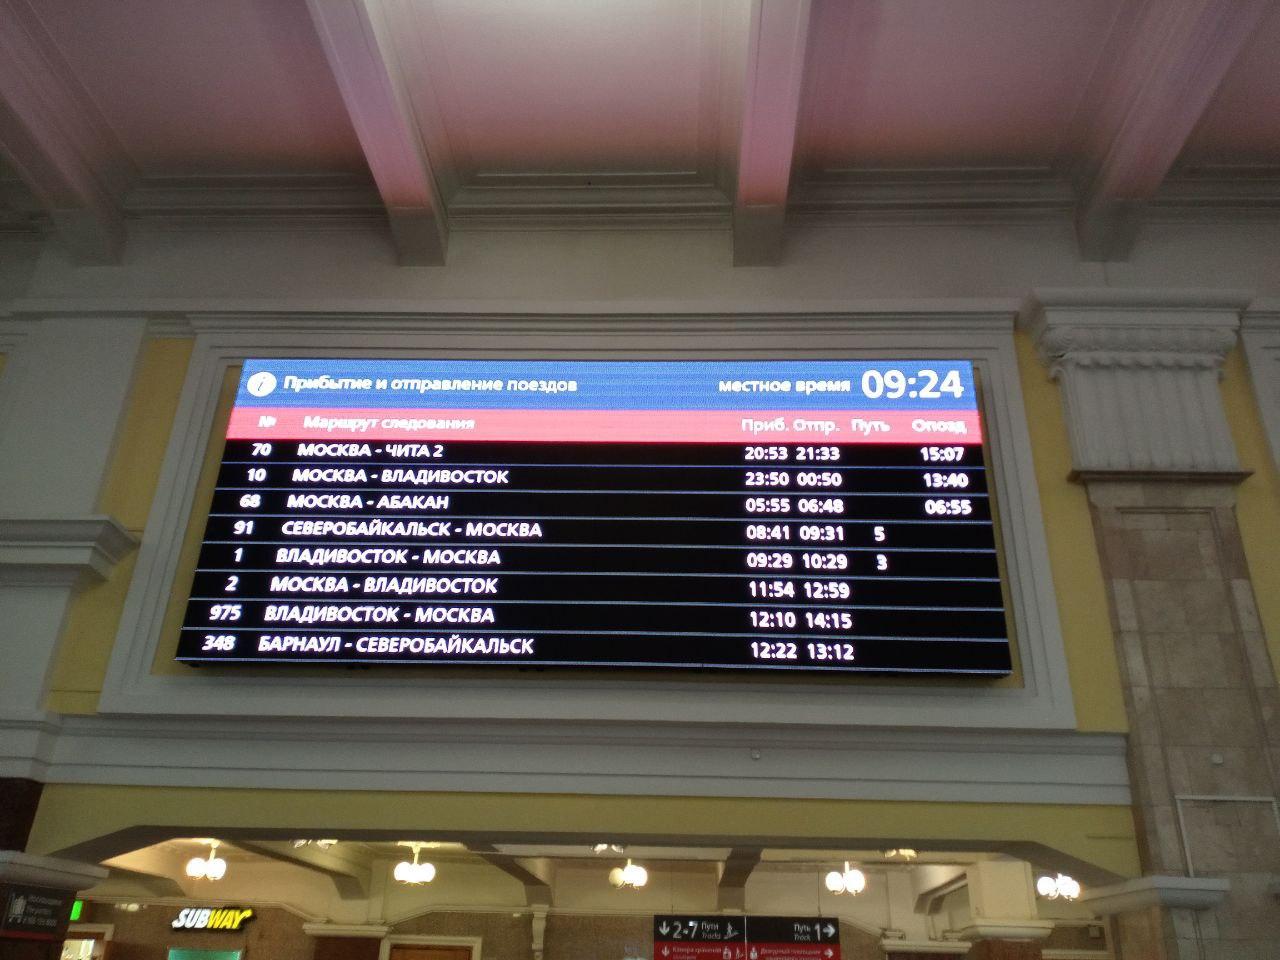 i Прибытие и отправление поездов местное время 09:24
№ Маршрут следования Приб. Отпр. Путь Опозд
70 МОСКВА - ЧИТА 2 20:53 21:33 15:07
10 МОСКВА - ВЛАДИВОСТОК 23:50 00:50 13:40
68 МОСКВА - АБАКАН 05:55 06:48 06:55
91 СЕВЕРОБАЙКАЛЬСК - МОСКВА 08:41 09:31 5
1 ВЛАДИВОСТОК - МОСКВА 09:29 10:29 3
2 МОСКВА - ВЛАДИВОСТОК 11:54 12:59
975 ВЛАДИВОСТОК - МОСКВА 12:10 14:15
348 БАРНАУЛ - СЕВЕРОБАЙКАЛЬСК 12:22 13:12
SUBWAY
2-7 Пути
Tracks
Путь 1
Track
Камера хранения